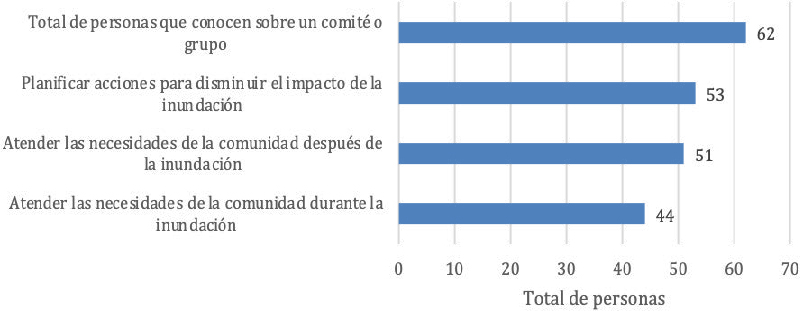 Total de personas que conocen sobre un comité o
grupo
62
Planificar acciones para disminuir el impacto de la
inundación
53
Atender las necesidades de la comunidad después de
la inundación
51
Atender las necesidades de la comunidad durante la
inundación
44
0 10 20 30 40 50 60 70
Total de personas